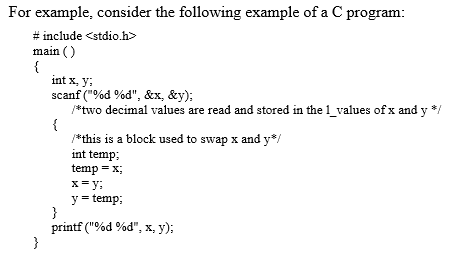 For example, consider the following example of a C program:
# include <stdio.h>
main ( )
{
int x, y;
scanf ("%d %d", &x, &y);
/*two decimal values are read and stored in the l_values of x and y */
{
/*this is a block used to swap x and y*/
int temp;
temp = x;
x = y;
y = temp;
}
printf ("%d %d", x, y);
}